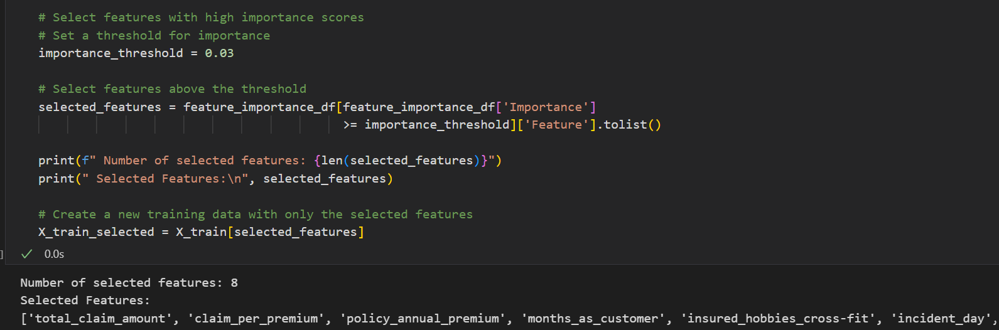 # Select features with high importance scores
# Set a threshold for importance
importance_threshold = 0.03
# Select features above the threshold
selected_features = feature_importance_df[feature_importance_df['Importance']
>= importance_threshold]['Feature'].tolist()
print(f" Number of selected features: {len(selected_features)}")
print(" Selected Features:\n", selected_features)
# Create a new training data with only the selected features
X_train_selected = X_train[selected_features]
] ✓ 0.0s
Number of selected features: 8
Selected Features:
['total_claim_amount', 'claim_per_premium', 'policy_annual_premium', 'months_as_customer', 'insured_hobbies_cross-fit', 'incident_day',